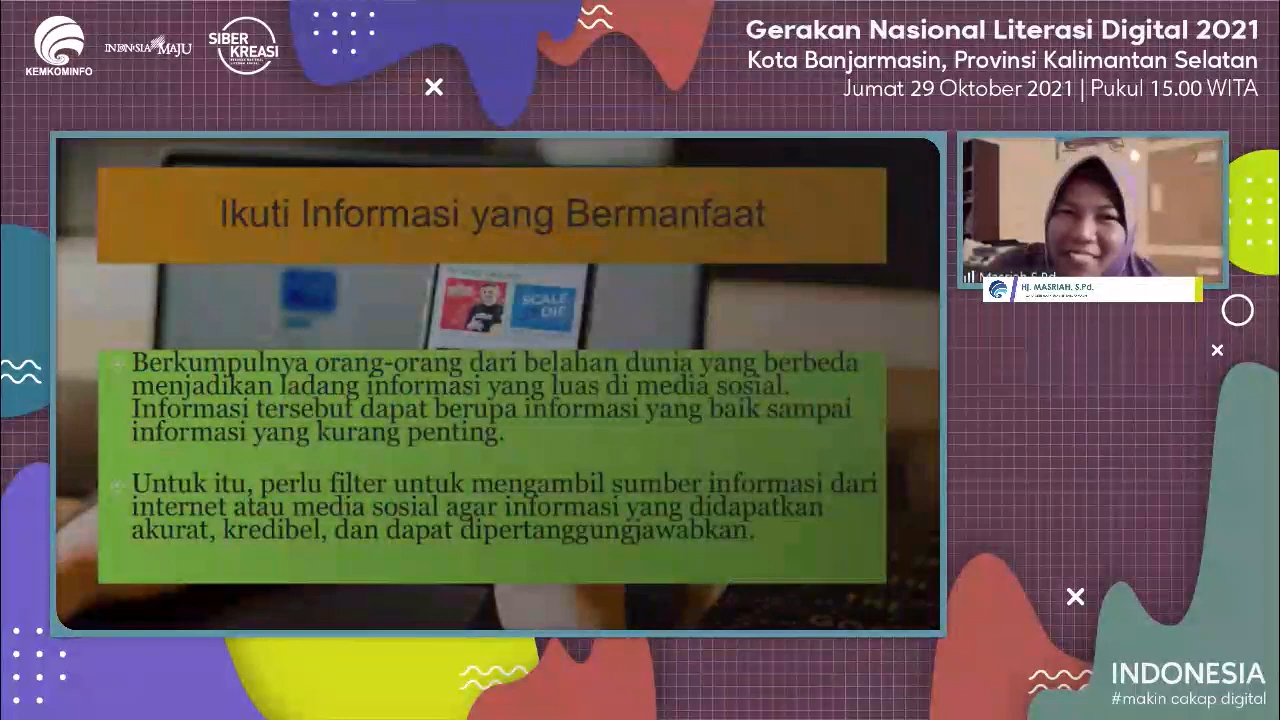 KEMKOMINFO
INDONESIA MAJU
SIBER
KREASI
Gerakan Nasional Literasi Digital 2021
Kota Banjarmasin, Provinsi Kalimantan Selatan
Jumat 29 Oktober 2021 | Pukul 15.00 WITA
Ikuti Informasi yang Bermanfaat
SCALE
DIE
Berkumpulnya orang-orang dari belahan dunia yang berbeda
menjadikan ladang informasi yang luas di media sosial.
Informasi tersebut dapat berupa informasi yang baik sampai
informasi yang kurang penting.
Untuk itu, perlu filter untuk mengambil sumber informasi dari
internet atau media sosial agar informasi yang didapatkan
akurat, kredibel, dan dapat dipertanggungjawabkan.
Masriah S.Pd
HJ. MASRIAH, S.Pd.
INDONESIA
#makin cakap digital